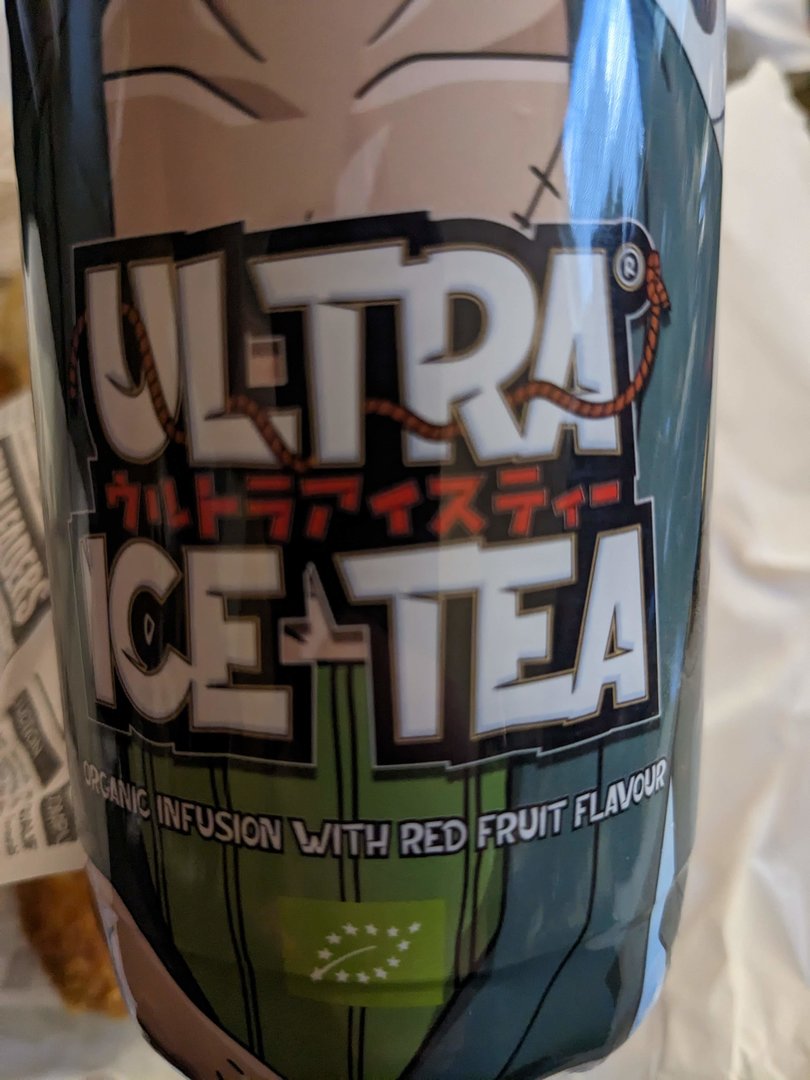 ULTRA®
ウルトラアイスティー
ICE TEA
ORGANIC INFUSION WITH RED FRUIT FLAVOUR